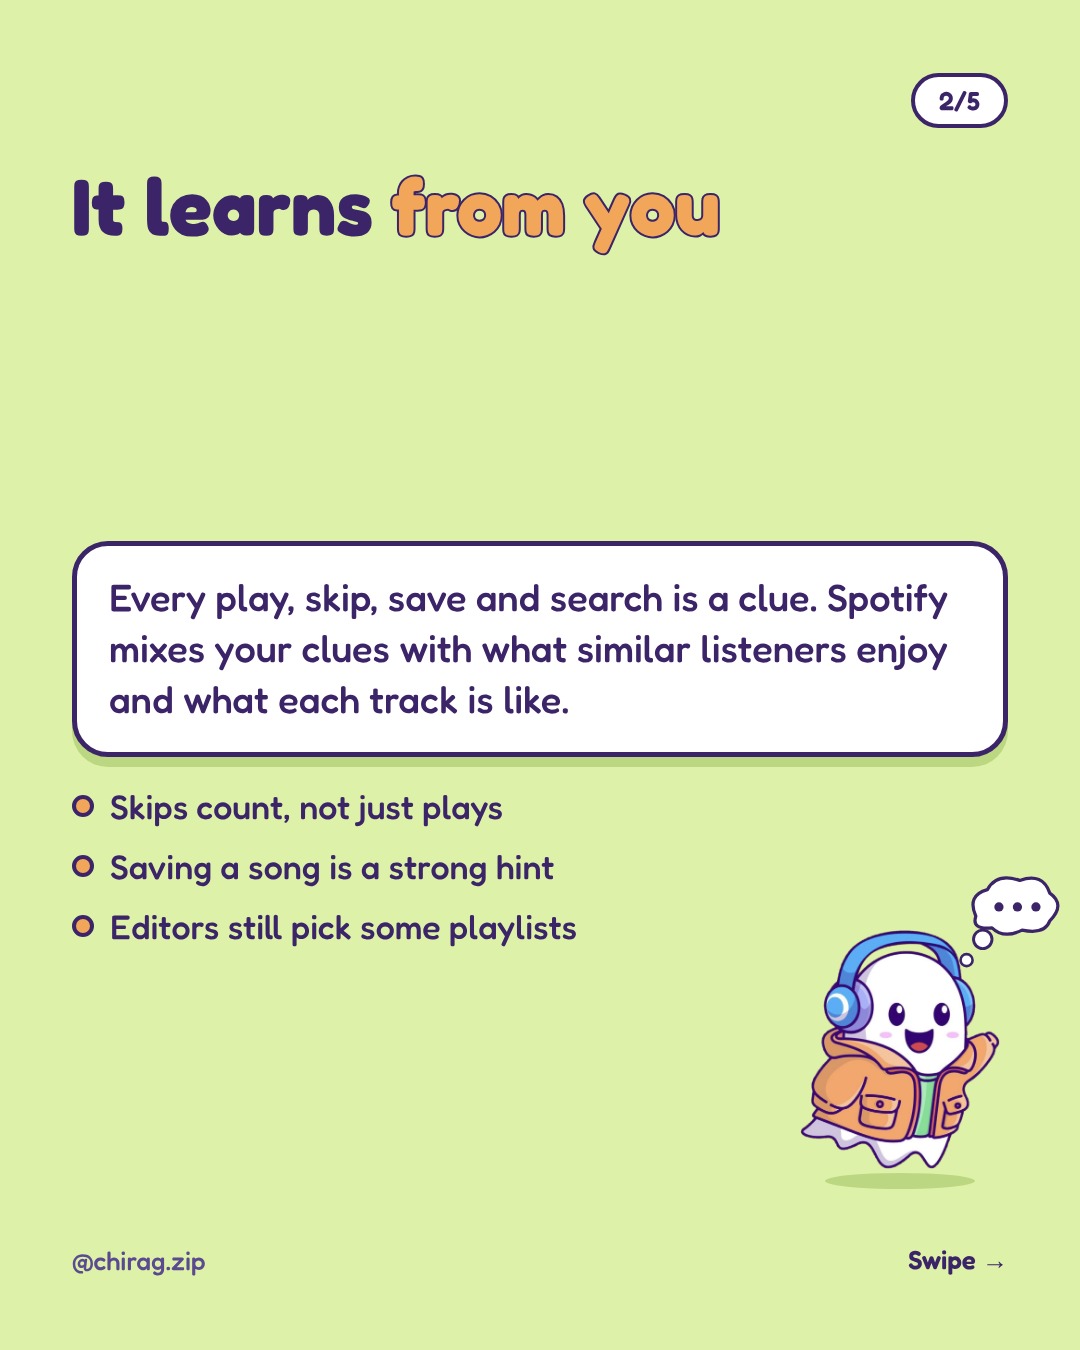 2/5
It learns from you
Every play, skip, save and search is a clue. Spotify
mixes your clues with what similar listeners enjoy
and what each track is like.
Skips count, not just plays
Saving a song is a strong hint
Editors still pick some playlists
@chirag.zip
Swipe →